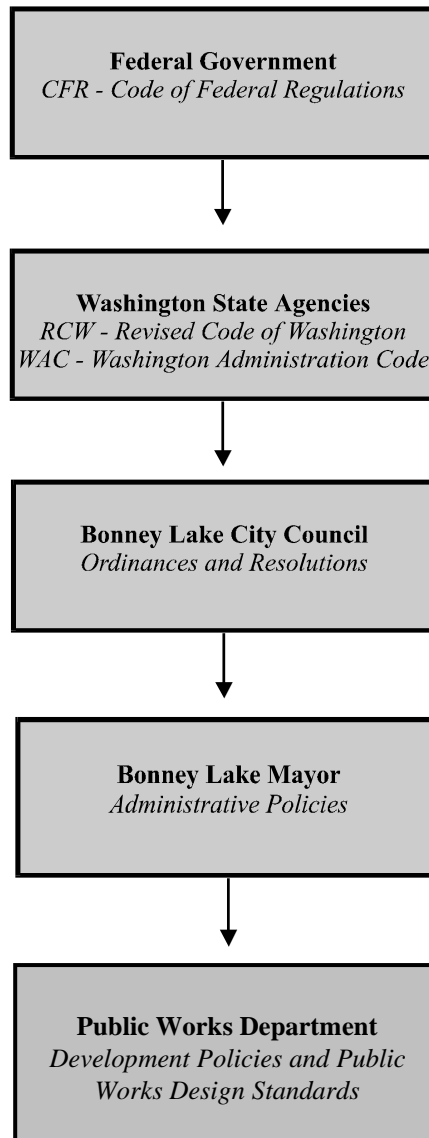 Federal Government
CFR - Code of Federal Regulations
Washington State Agencies
RCW - Revised Code of Washington
WAC - Washington Administration Code
Bonney Lake City Council
Ordinances and Resolutions
Bonney Lake Mayor
Administrative Policies
Public Works Department
Development Policies and Public
Works Design Standards